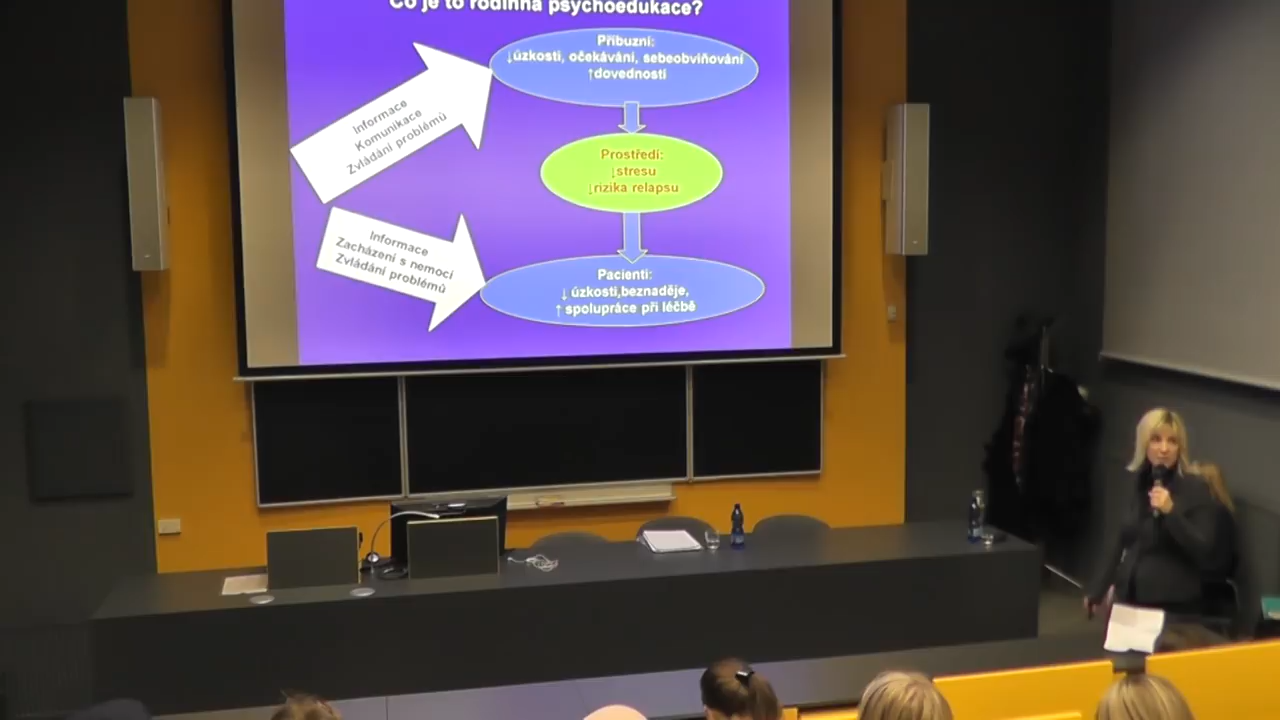 Co je to rodinná psychoedukace?
Příbuzní:
↓úzkosti, očekávání, sebeobviňování
↑dovedností
Informace
Komunikace
Zvládání problémů
Prostředí:
↓stresu
↓rizika relapsu
Informace
Zacházení s nemocí
Zvládání problémů
Pacienti:
↓ úzkosti,beznaděje,
↑ spolupráce při léčbě